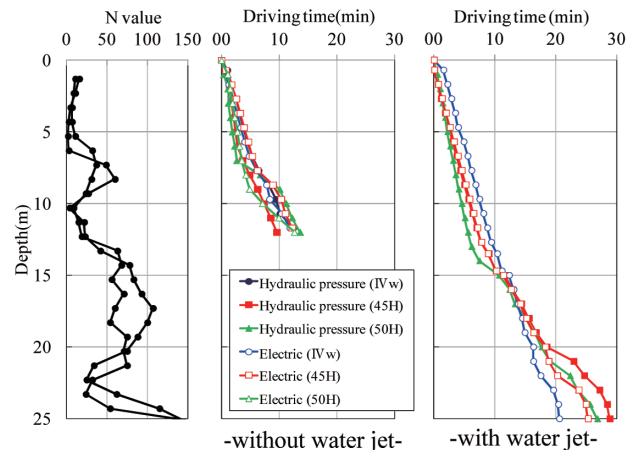 N value
0 50 100 150
0
5
10
15
20
25
Depth(m)
Driving time(min)
0 10 20 30
0
Hydraulic pressure (IVw)
Hydraulic pressure (45H)
Hydraulic pressure (50H)
Electric (IVw)
Electric (45H)
Electric (50H)
-without water jet-
Driving time(min)
0 10 20 30
0
-with water jet-